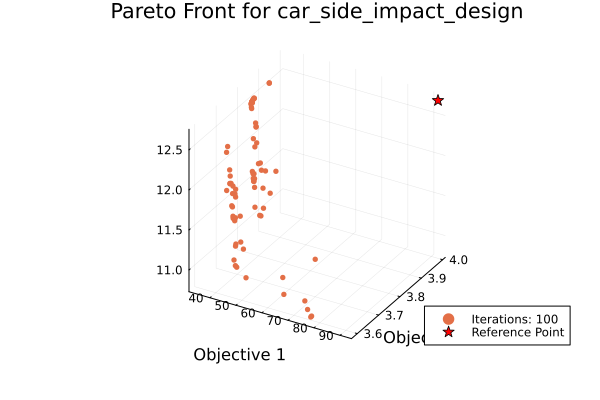 Pareto Front for car_side_impact_design
12.5
12.0
11.5
11.0
40 50 60 70 80 90
3.6 3.7 3.8 3.9 4.0
Objective 1
Iterations: 100
Reference Point